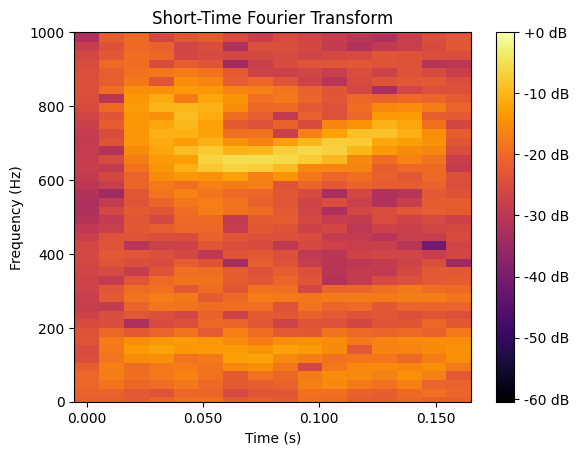 Short-Time Fourier Transform
1000
800
600
400
200
0
Frequency (Hz)
0.000
0.050
0.100
0.150
Time (s)
+0 dB
-10 dB
-20 dB
-30 dB
-40 dB
-50 dB
-60 dB